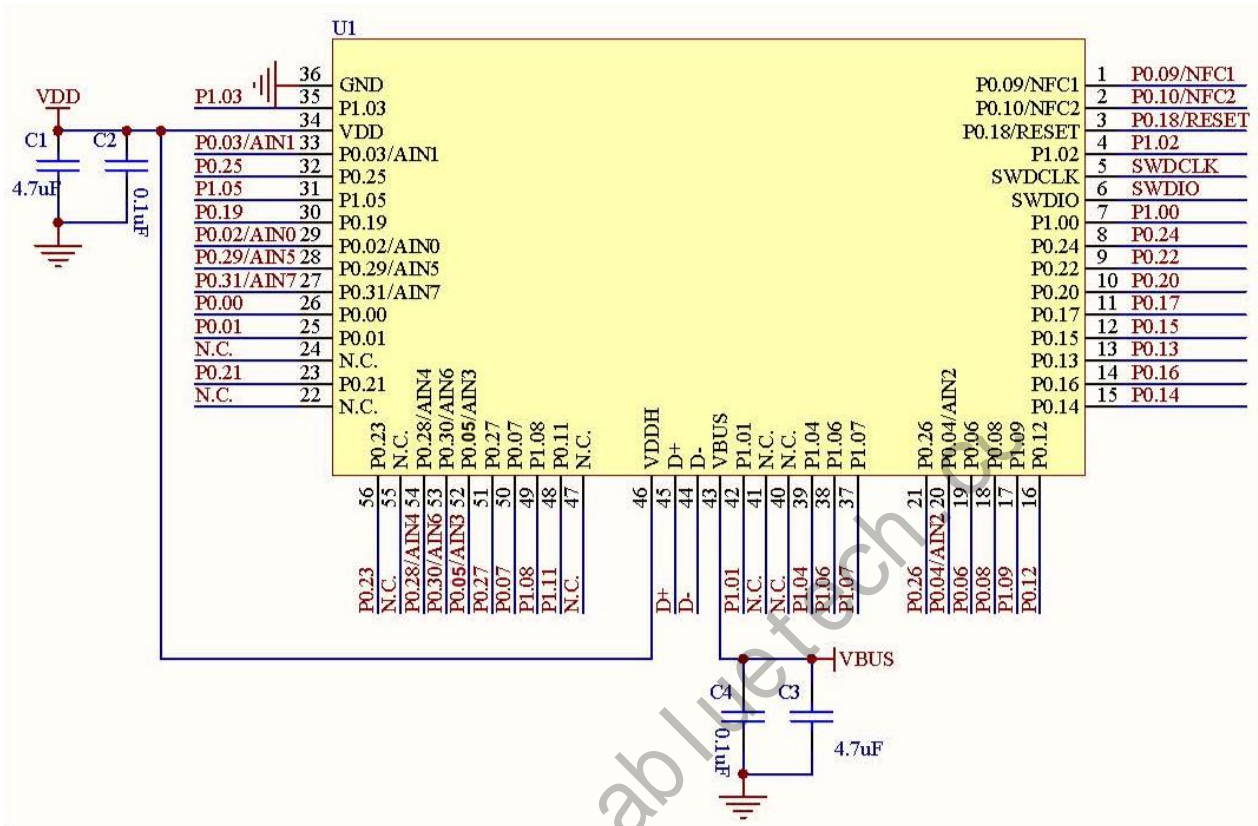 U1
36 GND
P1.03 35 P1.03
VDD 34 VDD
P0.03/AIN1 33 P0.03/AIN1
P0.25 32 P0.25
P1.05 31 P1.05
P0.19 30 P0.19
P0.02/AIN0 29 P0.02/AIN0
P0.29/AIN5 28 P0.29/AIN5
P0.31/AIN7 27 P0.31/AIN7
P0.00 26 P0.00
P0.01 25 P0.01
N.C. 24 N.C.
P0.21 23 P0.21
N.C. 22 N.C.
C1
4.7uF
C2
0.1uF
P0.09/NFC1 1 P0.09/NFC1
P0.10/NFC2 2 P0.10/NFC2
P0.18/RESET 3 P0.18/RESET
P1.02 4 P1.02
SWDCLK 5 SWDCLK
SWDIO 6 SWDIO
P1.00 7 P1.00
P0.24 8 P0.24
P0.22 9 P0.22
P0.20 10 P0.20
P0.17 11 P0.17
P0.15 12 P0.15
P0.13 13 P0.13
P0.16 14 P0.16
P0.14 15 P0.14
P0.23 56 P0.23
N.C. 55 N.C.
P0.28/AIN4 54 P0.28/AIN4
P0.30/AIN6 53 P0.30/AIN6
P0.05/AIN3 52 P0.05/AIN3
P0.27 51 P0.27
P0.07 50 P0.07
P1.08 49 P1.08
P0.11 48 P1.11
N.C. 47 N.C.
VDDH 46
D+ 45 D+
D- 44 D-
VBUS 43
P1.01 42 P1.01
N.C. 41 N.C.
N.C. 40 N.C.
P1.04 39 P1.04
P1.06 38 P1.06
P1.07 37 P1.07
P0.26 21 P0.26
P0.04/AIN2 20 P0.04/AIN2
P0.06 19 P0.06
P0.08 18 P0.08
P1.09 17 P1.09
P0.12 16 P0.12
VBUS
C4
0.1uF
C3
4.7uF